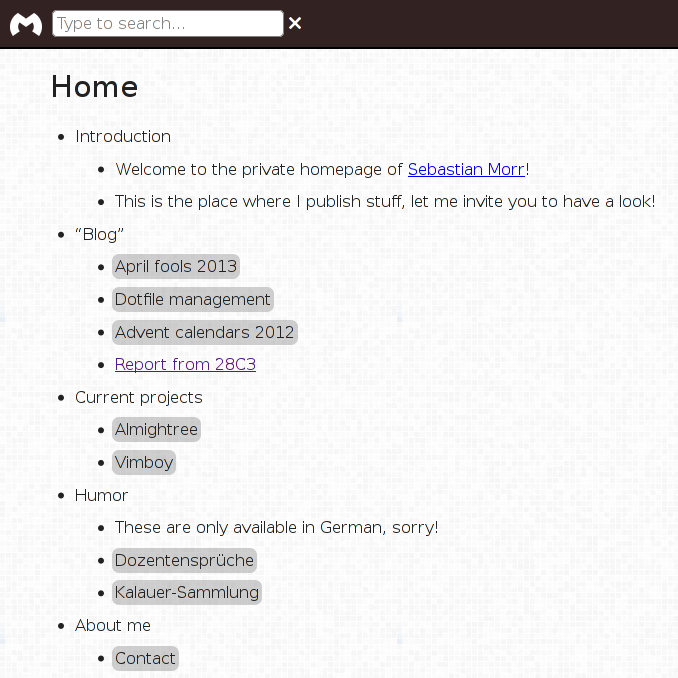 Type to search...
Home
Introduction
Welcome to the private homepage of Sebastian Morr!
This is the place where I publish stuff, let me invite you to have a look!
“Blog”
April fools 2013
Dotfile management
Advent calendars 2012
Report from 28C3
Current projects
Almightree
Vimboy
Humor
These are only available in German, sorry!
Dozentensprüche
Kalauer-Sammlung
About me
Contact